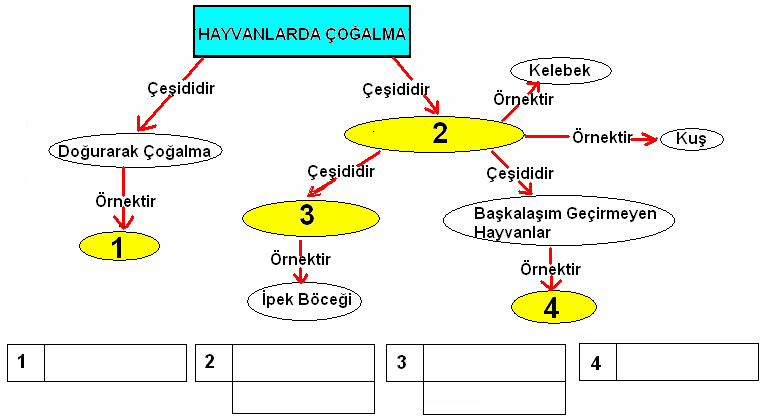 HAYVANLARDA ÇOĞALMA
Çeşididir
Çeşididir
Kelebek
Örnektir
2
Örnektir
Kuş
Doğurarak Çoğalma
Çeşididir
Çeşididir
Örnektir
3
Başkalaşım Geçirmeyen
Hayvanlar
1
Örnektir
Örnektir
İpek Böceği
4
1
2
3
4